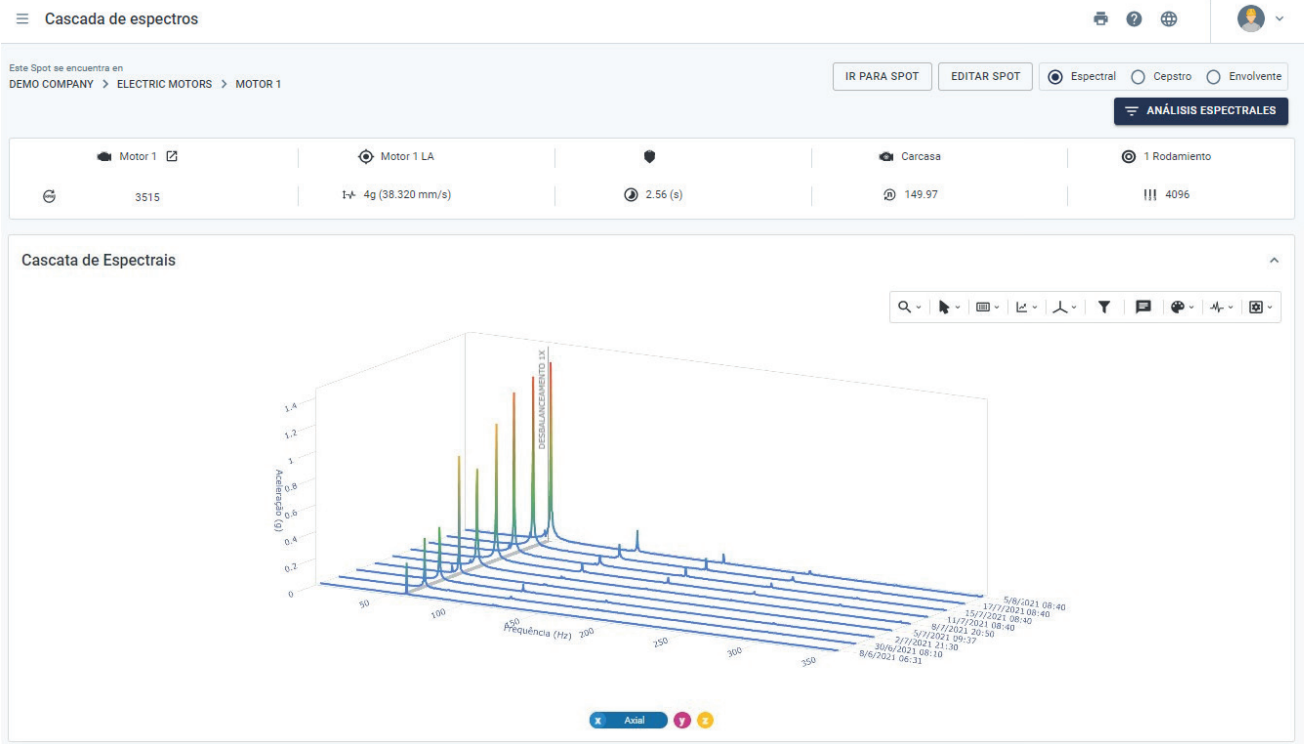 Cascada de espectros
Este Spot se encuentra en
DEMO COMPANY > ELECTRIC MOTORS > MOTOR 1
IR PARA SPOT
EDITAR SPOT
Espectral
Cepstro
Envolvente
ANÁLISIS ESPECTRALES
Motor 1
Motor 1 LA
Carcasa
1 Rodamiento
3515
4g (38.320 mm/s)
2.56 (s)
149.97
4096
Cascata de Espectrais
DESBALANCEAMENTO 1X
Aceleração (g)
1.4
1.2
1
0.8
0.6
0.4
0.2
0
50
100
150
200
250
300
350
Frequência (Hz)
5/8/2021 08:40
17/7/2021 08:40
15/7/2021 08:40
11/7/2021 08:40
8/7/2021 20:50
5/7/2021 09:37
2/7/2021 21:30
30/6/2021 08:10
8/6/2021 06:31
x Axial y z